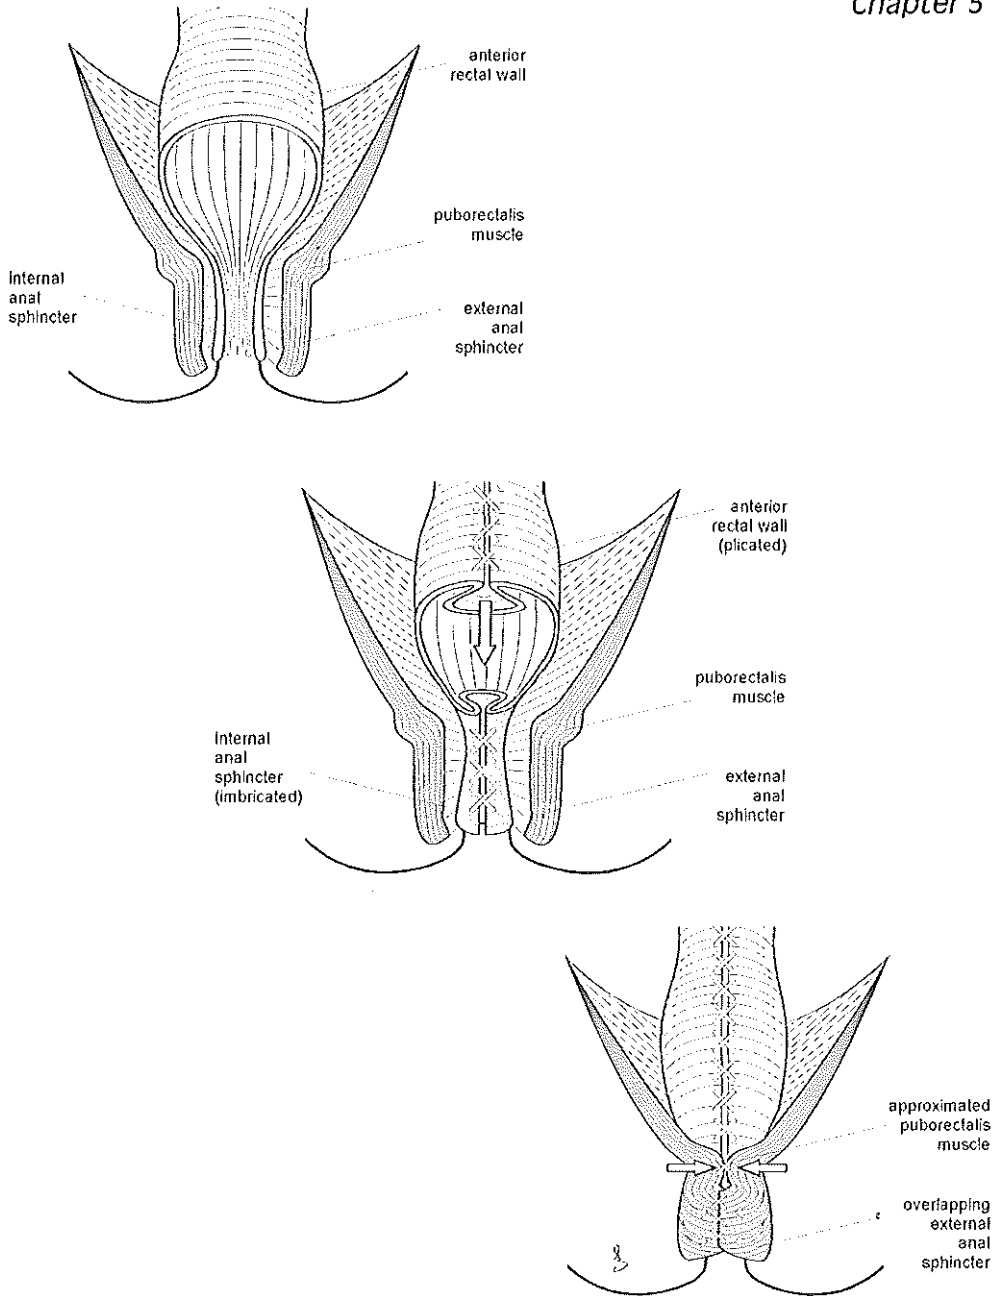 Chapter 5
anterior
rectal wall
puborectalis
muscle
internal
anal
sphincter
external
anal
sphincter
anterior
rectal wall
(plicated)
puborectalis
muscle
internal
anal
sphincter
(imbricated)
external
anal
sphincter
approximated
puborectalis
muscle
overlapping
external
anal
sphincter